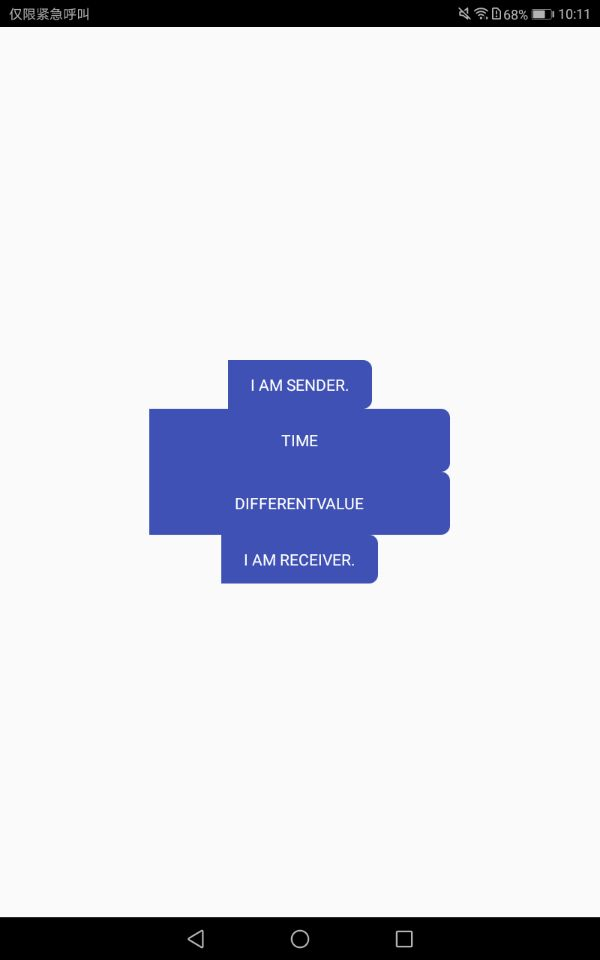 仅限紧急呼叫
68% 10:11
I AM SENDER.
TIME
DIFFERENTVALUE
I AM RECEIVER.